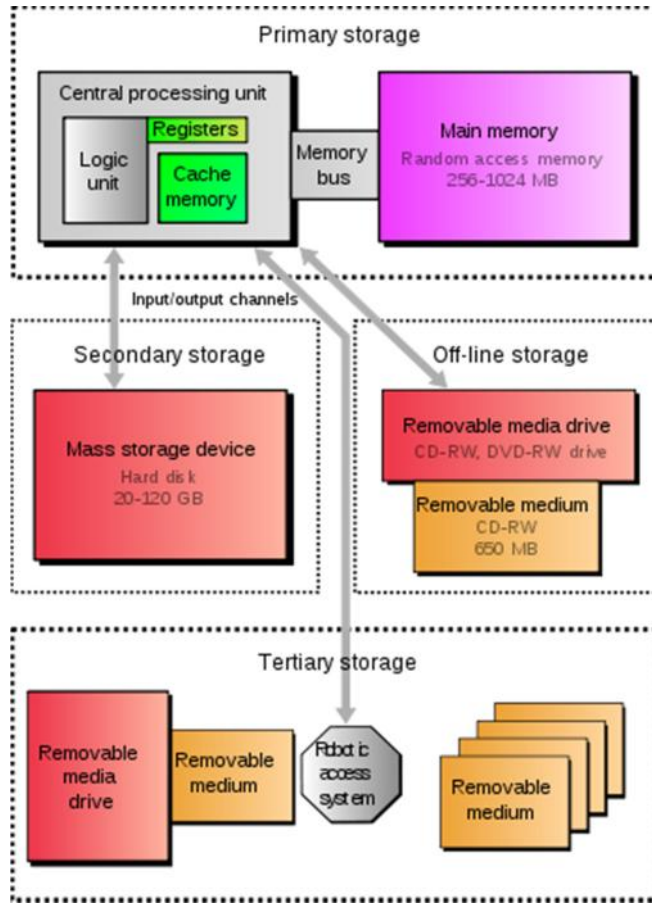 Primary storage
Central processing unit
Registers
Logic
unit
Cache
memory
Memory
bus
Main memory
Random access memory
256-1024 MB
Input/output channels
Secondary storage
Mass storage device
Hard disk
20-120 GB
Off-line storage
Removable media drive
CD-RW, DVD-RW drive
Removable medium
CD-RW
650 MB
Tertiary storage
Removable
media
drive
Removable
medium
Robotic
access
system
Removable
medium